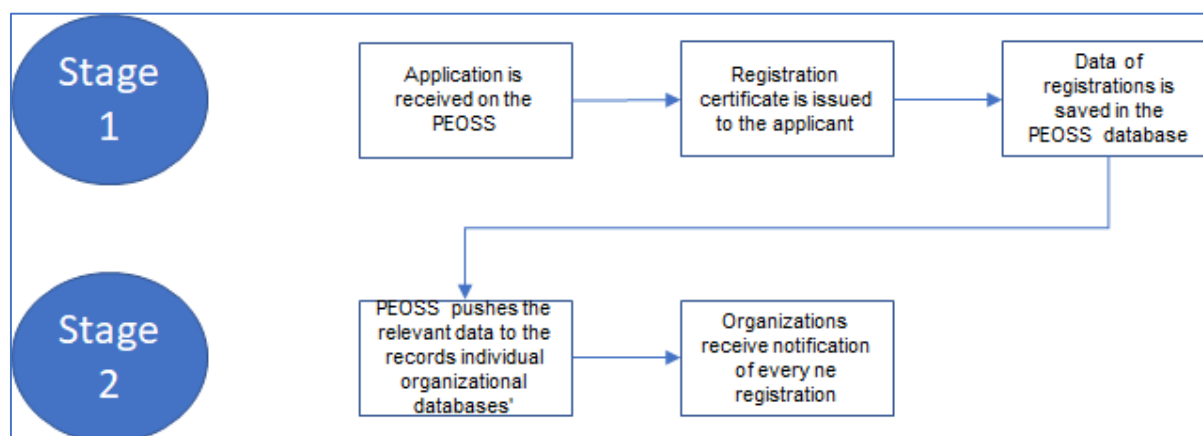 Stage
1
Application is
received on the
PEOSS
Registration
certificate is issued
to the applicant
Data of
registrations is
saved in the
PEOSS database
Stage
2
PEOSS pushes the
relevant data to the
records individual
organizational
databases'
Organizations
receive notification
of every ne
registration